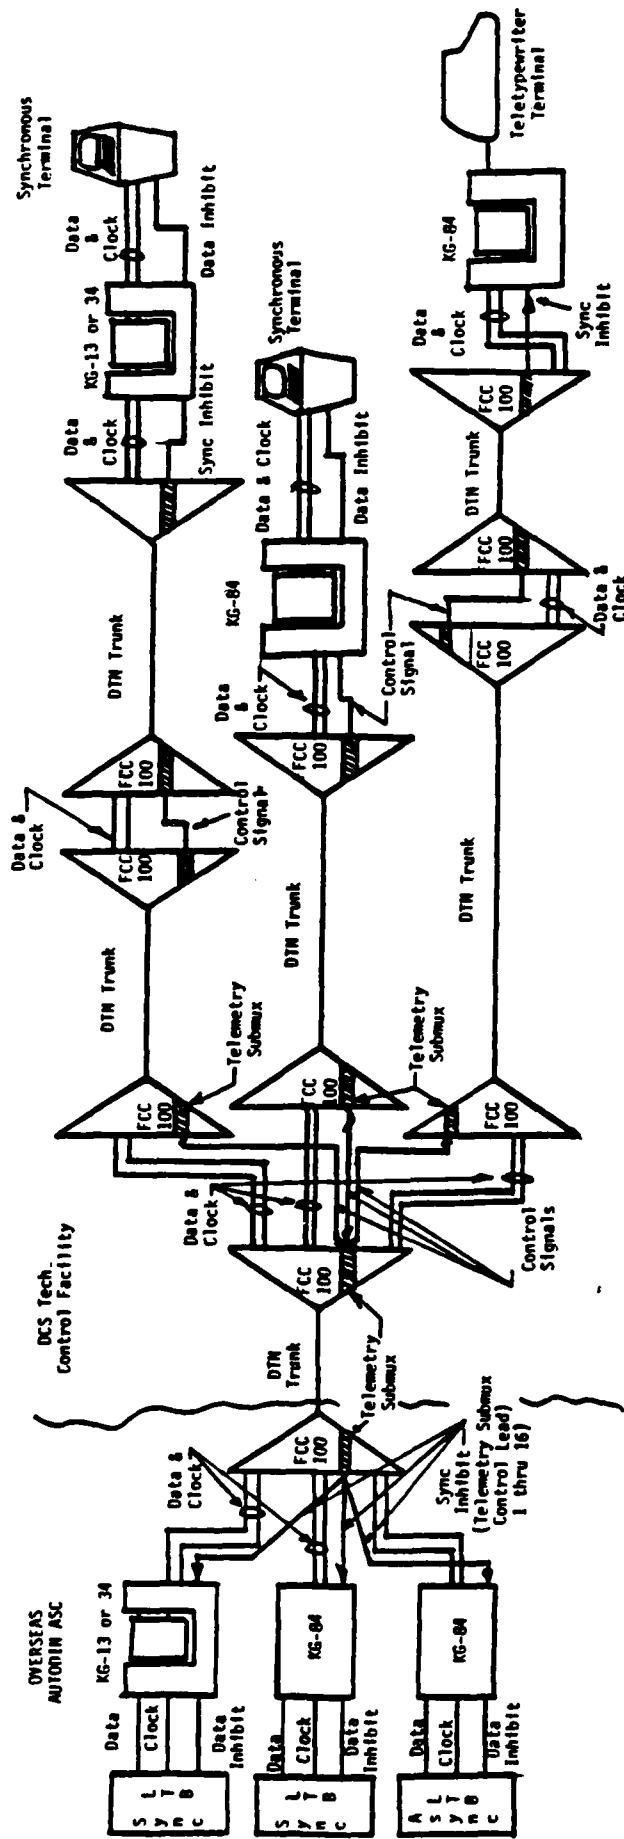 OVERSEAS
AUTODIN ASC
DCS Tech
Control Facility
Sync
LTB
Data
Clock
Data
Inhibit
KG-13 or 34
Data &
Clock
FCC
100
DTN
Trunk
Telemetry
Submux
Sync
LTB
Data
Clock
Data
Inhibit
KG-84
Sync
Inhibit
(Telemetry Submux
Control Lead)
1 thru 16)
Async
LTB
Data
Clock
Data
Inhibit
KG-84
FCC
100
Telemetry
Submux
Data &
Clock
Control
Signals
FCC
100
Telemetry
Submux
DTN Trunk
FCC
100
Data &
Clock
Control
Signal
FCC
100
DTN Trunk
Data
&
Clock
Sync Inhibit
KG-13 or 34
Data
&
Clock
Data Inhibit
Synchronous
Terminal
FCC
100
Telemetry
Submux
DTN Trunk
FCC
100
Data
&
Clock
Control
Signal
KG-84
Data & Clock
Data Inhibit
Synchronous
Terminal
FCC
100
DTN Trunk
FCC
100
Data &
Clock
FCC
100
DTN Trunk
FCC
100
Data
&
Clock
Sync
Inhibit
KG-84
Teletypewriter
Terminal